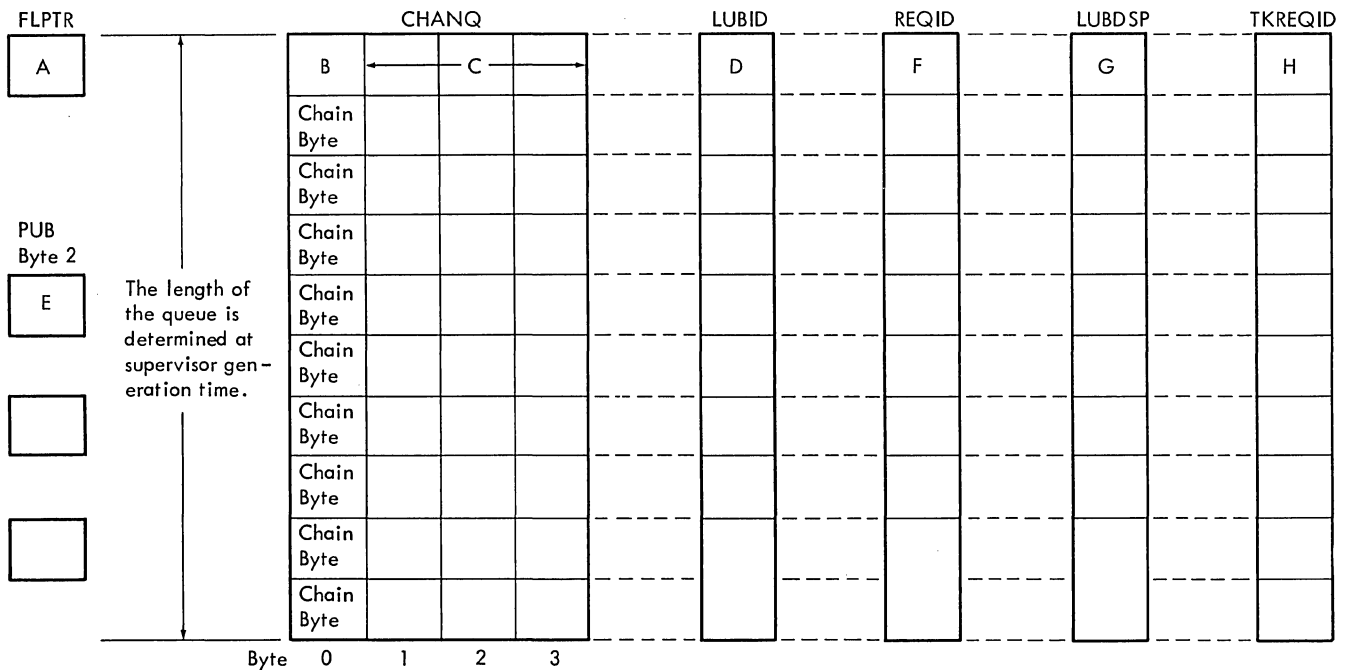 FLPTR CHANQ LUBID REQID LUBDSP TKREQID
A B C D F G H
Chain
Byte
Chain
Byte
PUB
Byte 2
Chain
Byte
E
The length of
the queue is
determined at
supervisor gen-
eration time.
Chain
Byte
Chain
Byte
Chain
Byte
Chain
Byte
Chain
Byte
Chain
Byte
Byte 0 1 2 3